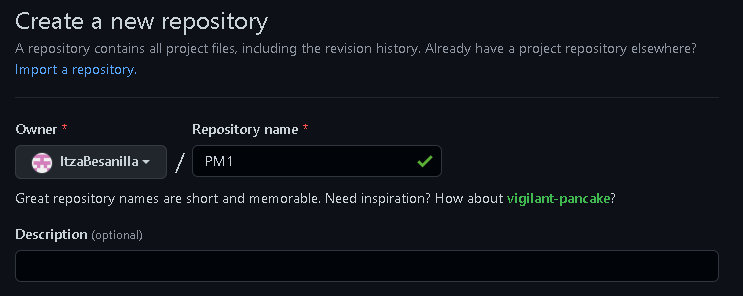 Create a new repository
A repository contains all project files, including the revision history. Already have a project repository elsewhere?
Import a repository.
Owner * Repository name *
ItzaBesanilla / PM1
Great repository names are short and memorable. Need inspiration? How about vigilant-pancake?
Description (optional)